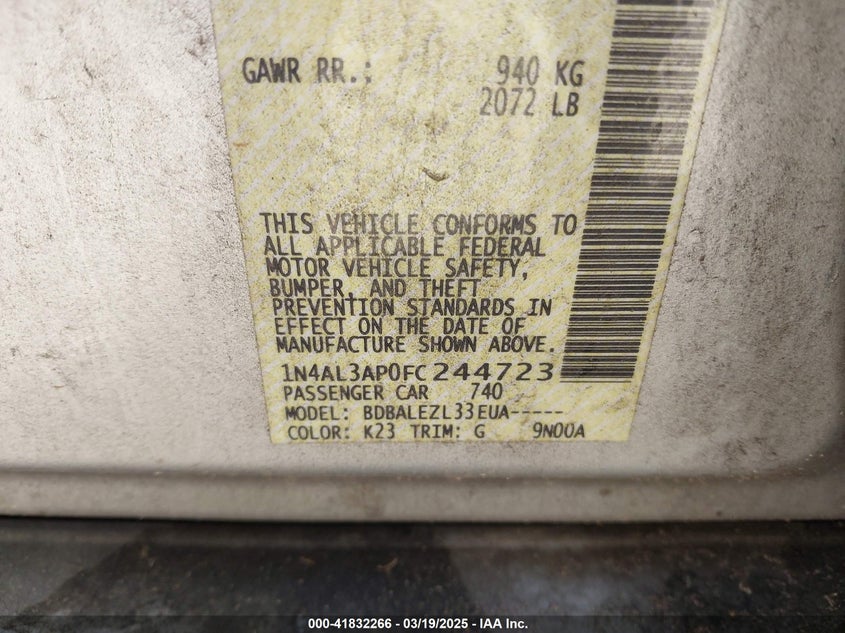 GAWR RR.: 940 KG
2072 LB
THIS VEHICLE CONFORMS TO
ALL APPLICABLE FEDERAL
MOTOR VEHICLE SAFETY,
BUMPER, AND THEFT
PREVENTION STANDARDS IN
EFFECT ON THE DATE OF
MANUFACTURE SHOWN ABOVE.
1N4AL3AP0FC244723
PASSENGER CAR 740
MODEL: BDBALEZL33EUA-----
COLOR: K23 TRIM: G 9N00A
000-41832266 - 03/19/2025 - IAA Inc.